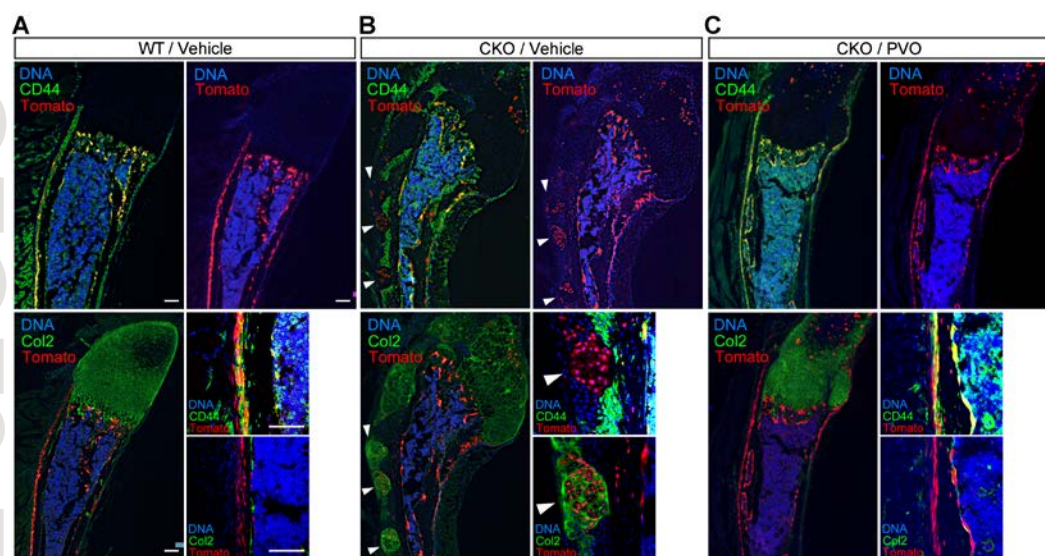 A
B
C
WT / Vehicle
CKO / Vehicle
CKO / PVO
DNA
CD44
Tomato
DNA
Tomato
DNA
CD44
Tomato
DNA
Tomato
DNA
CD44
Tomato
DNA
Tomato
DNA
Col2
Tomato
DNA
CD44
Tomato
DNA
Col2
Tomato
DNA
Col2
Tomato
DNA
CD44
Tomato
DNA
Col2
Tomato
DNA
Col2
Tomato
DNA
CD44
Tomato
DNA
Col2
Tomato